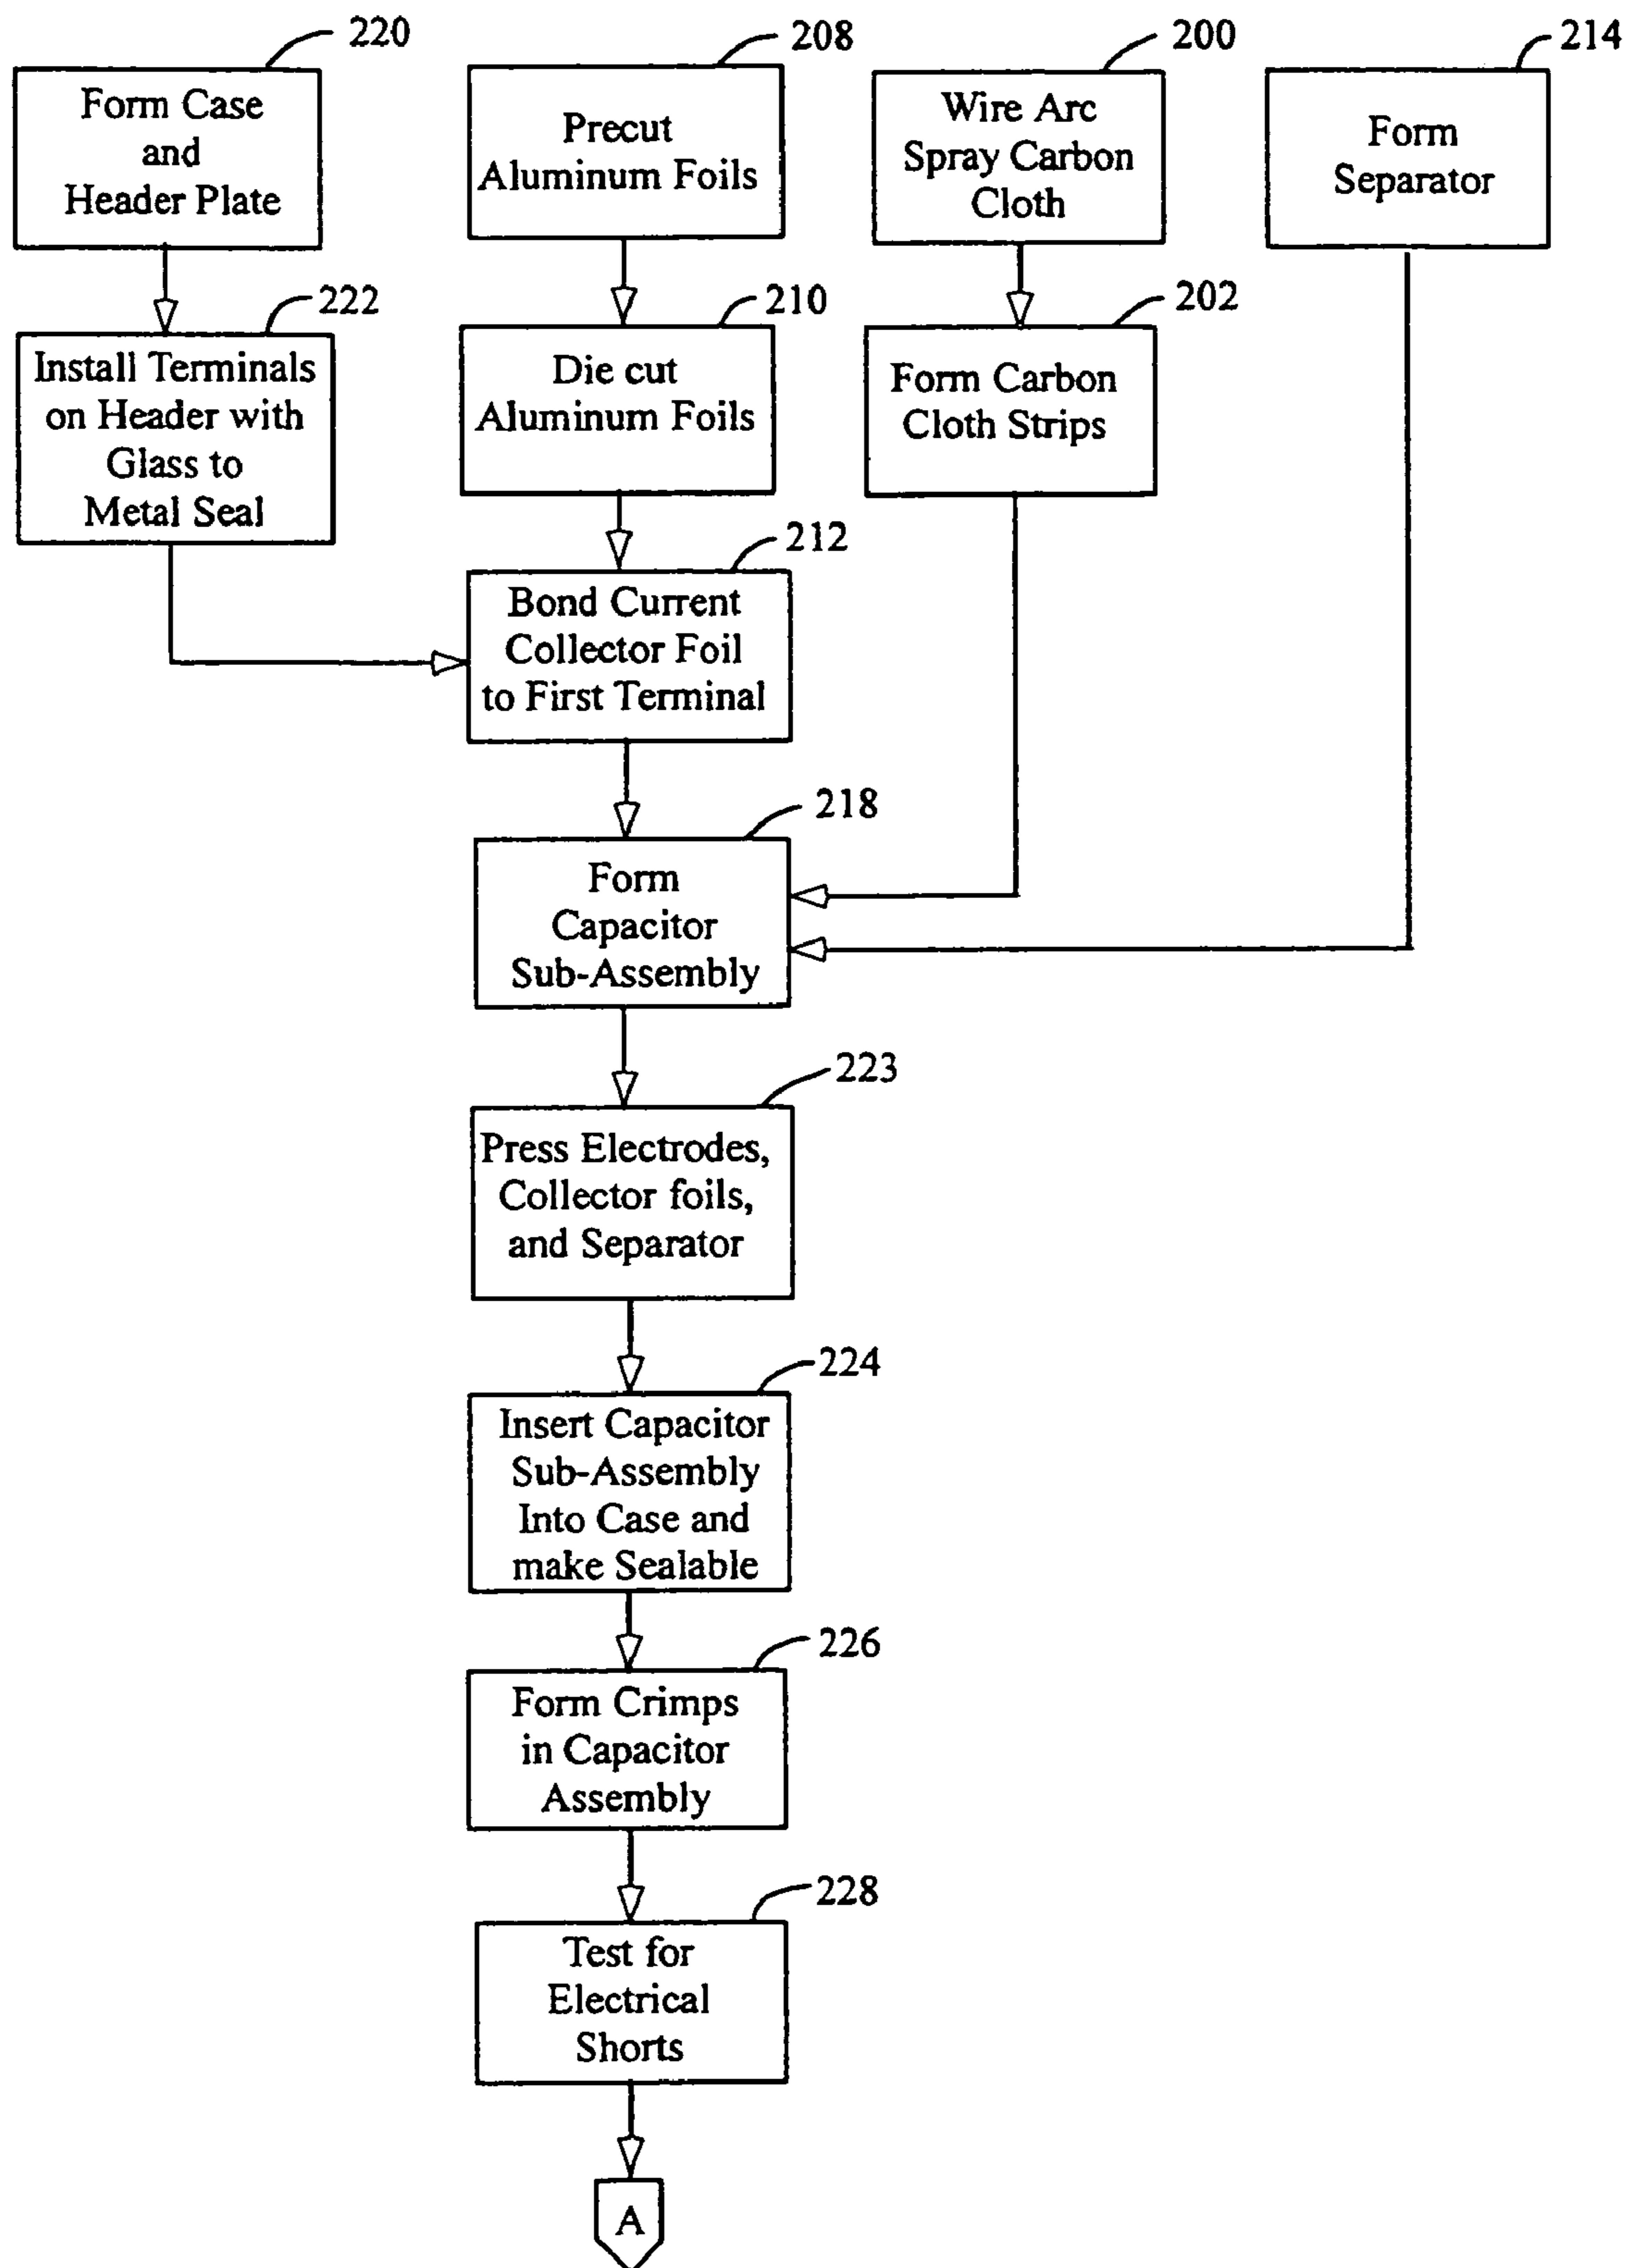 220
Form Case
and
Header Plate
208
Precut
Aluminum Foils
200
Wire Arc
Spray Carbon
Cloth
214
Form
Separator
222
Install Terminals
on Header with
Glass to
Metal Seal
210
Die cut
Aluminum Foils
202
Form Carbon
Cloth Strips
212
Bond Current
Collector Foil
to First Terminal
218
Form
Capacitor
Sub-Assembly
223
Press Electrodes,
Collector foils,
and Separator
224
Insert Capacitor
Sub-Assembly
Into Case and
make Sealable
226
Form Crimps
in Capacitor
Assembly
228
Test for
Electrical
Shorts
A